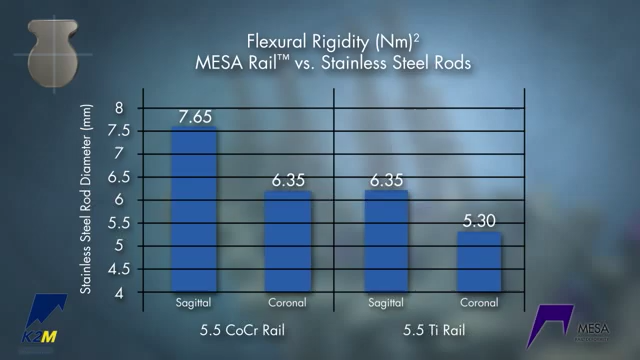 Flexural Rigidity (Nm)²
MESA Rail™ vs. Stainless Steel Rods
Stainless Steel Rod Diameter (mm)
8
7.5
7
6.5
6
5.5
5
4.5
4
7.65
6.35
6.35
5.30
Sagittal
Coronal
Sagittal
Coronal
5.5 CoCr Rail
5.5 Ti Rail
K2M
MESA